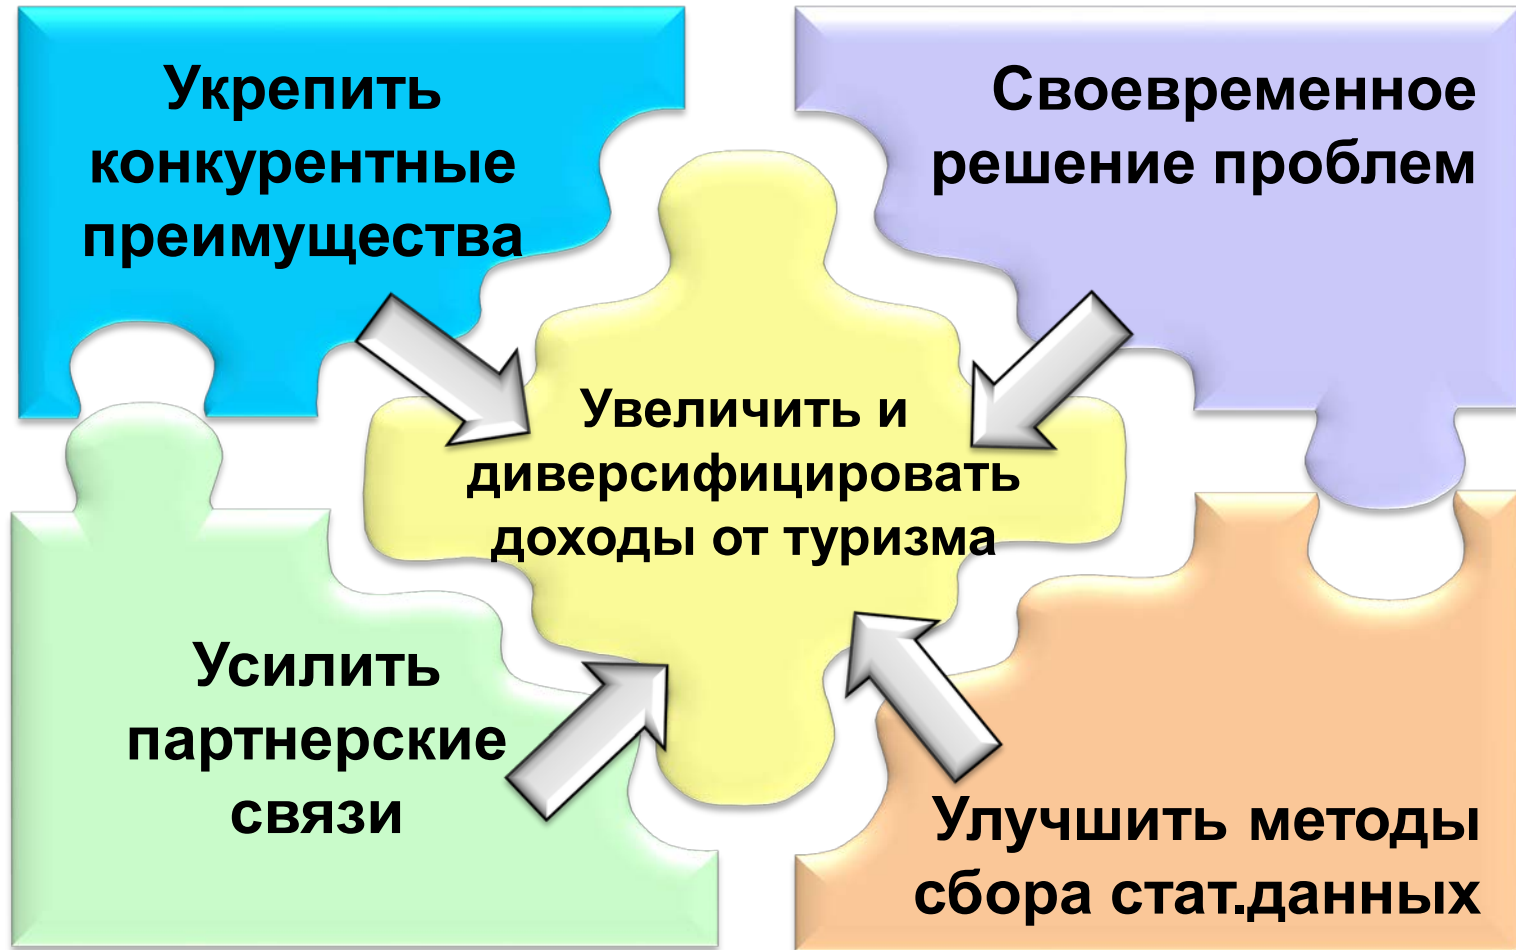 Укрепить
конкурентные
преимущества
Своевременное
решение проблем
Увеличить и
диверсифицировать
доходы от туризма
Усилить
партнерские
связи
Улучшить методы
сбора стат.данных